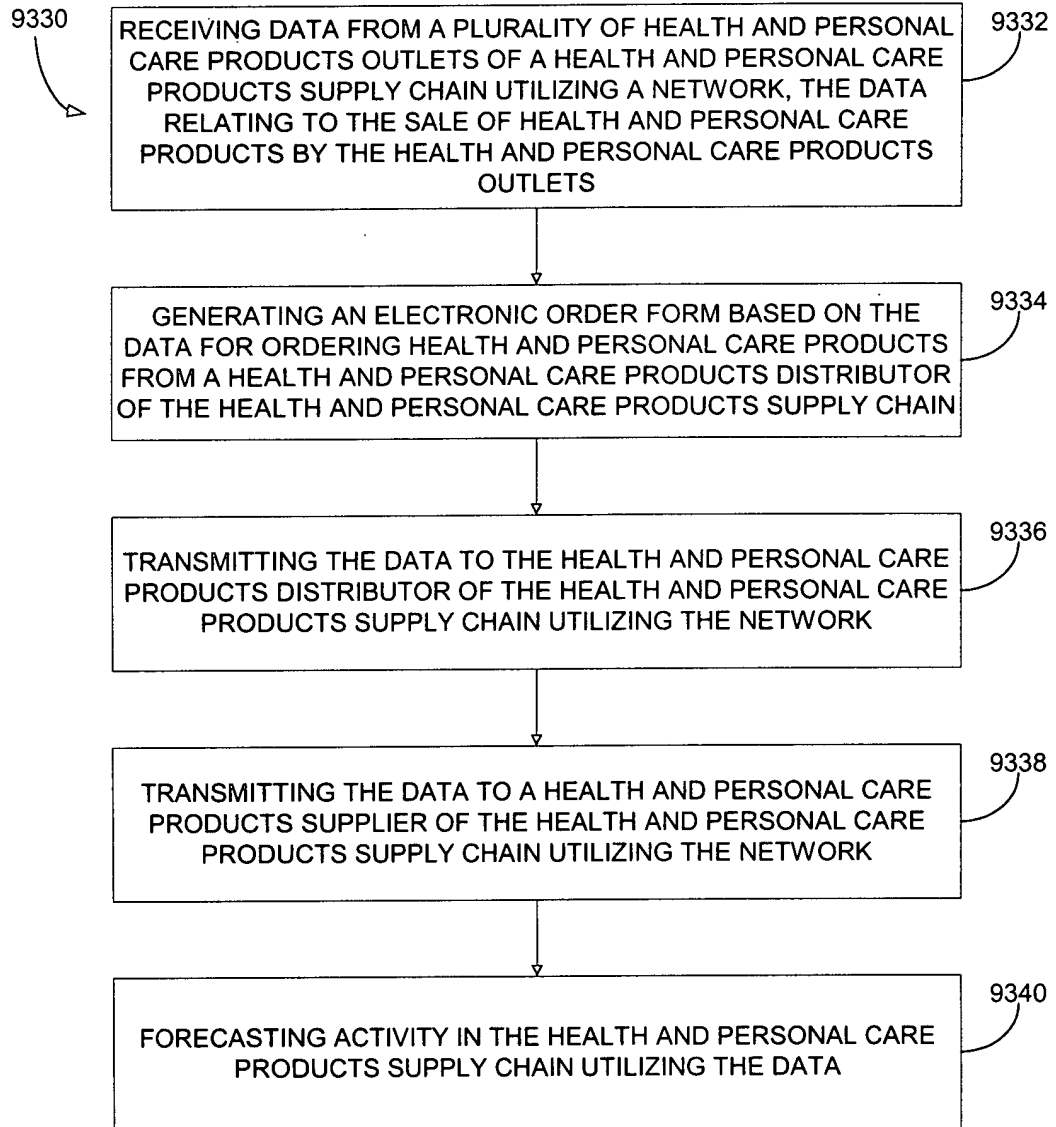 9330
RECEIVING DATA FROM A PLURALITY OF HEALTH AND PERSONAL
CARE PRODUCTS OUTLETS OF A HEALTH AND PERSONAL CARE
PRODUCTS SUPPLY CHAIN UTILIZING A NETWORK, THE DATA
RELATING TO THE SALE OF HEALTH AND PERSONAL CARE
PRODUCTS BY THE HEALTH AND PERSONAL CARE PRODUCTS
OUTLETS
9332
GENERATING AN ELECTRONIC ORDER FORM BASED ON THE
DATA FOR ORDERING HEALTH AND PERSONAL CARE PRODUCTS
FROM A HEALTH AND PERSONAL CARE PRODUCTS DISTRIBUTOR
OF THE HEALTH AND PERSONAL CARE PRODUCTS SUPPLY CHAIN
9334
TRANSMITTING THE DATA TO THE HEALTH AND PERSONAL CARE
PRODUCTS DISTRIBUTOR OF THE HEALTH AND PERSONAL CARE
PRODUCTS SUPPLY CHAIN UTILIZING THE NETWORK
9336
TRANSMITTING THE DATA TO A HEALTH AND PERSONAL CARE
PRODUCTS SUPPLIER OF THE HEALTH AND PERSONAL CARE
PRODUCTS SUPPLY CHAIN UTILIZING THE NETWORK
9338
FORECASTING ACTIVITY IN THE HEALTH AND PERSONAL CARE
PRODUCTS SUPPLY CHAIN UTILIZING THE DATA
9340